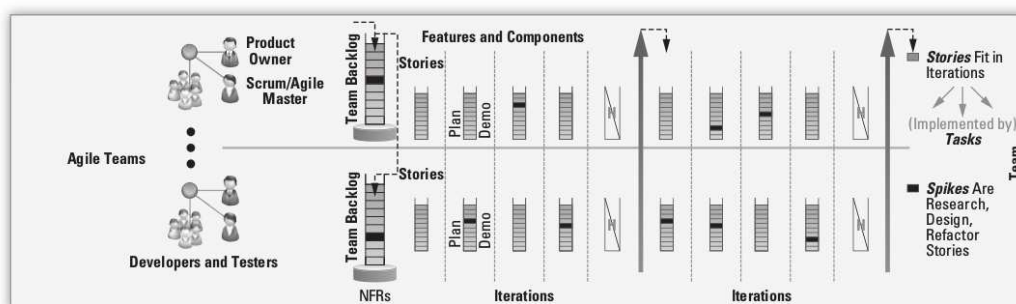 Product
Owner
Scrum/Agile
Master
Agile Teams
Developers and Testers
Team Backlog
Features and Components
Stories
Plan
Demo
H
H
Stories Fit in
Iterations
(Implemented by)
Tasks
Team
Team Backlog
Stories
Plan
Demo
H
H
Spikes Are
Research,
Design,
Refactor
Stories
NFRs
Iterations
Iterations